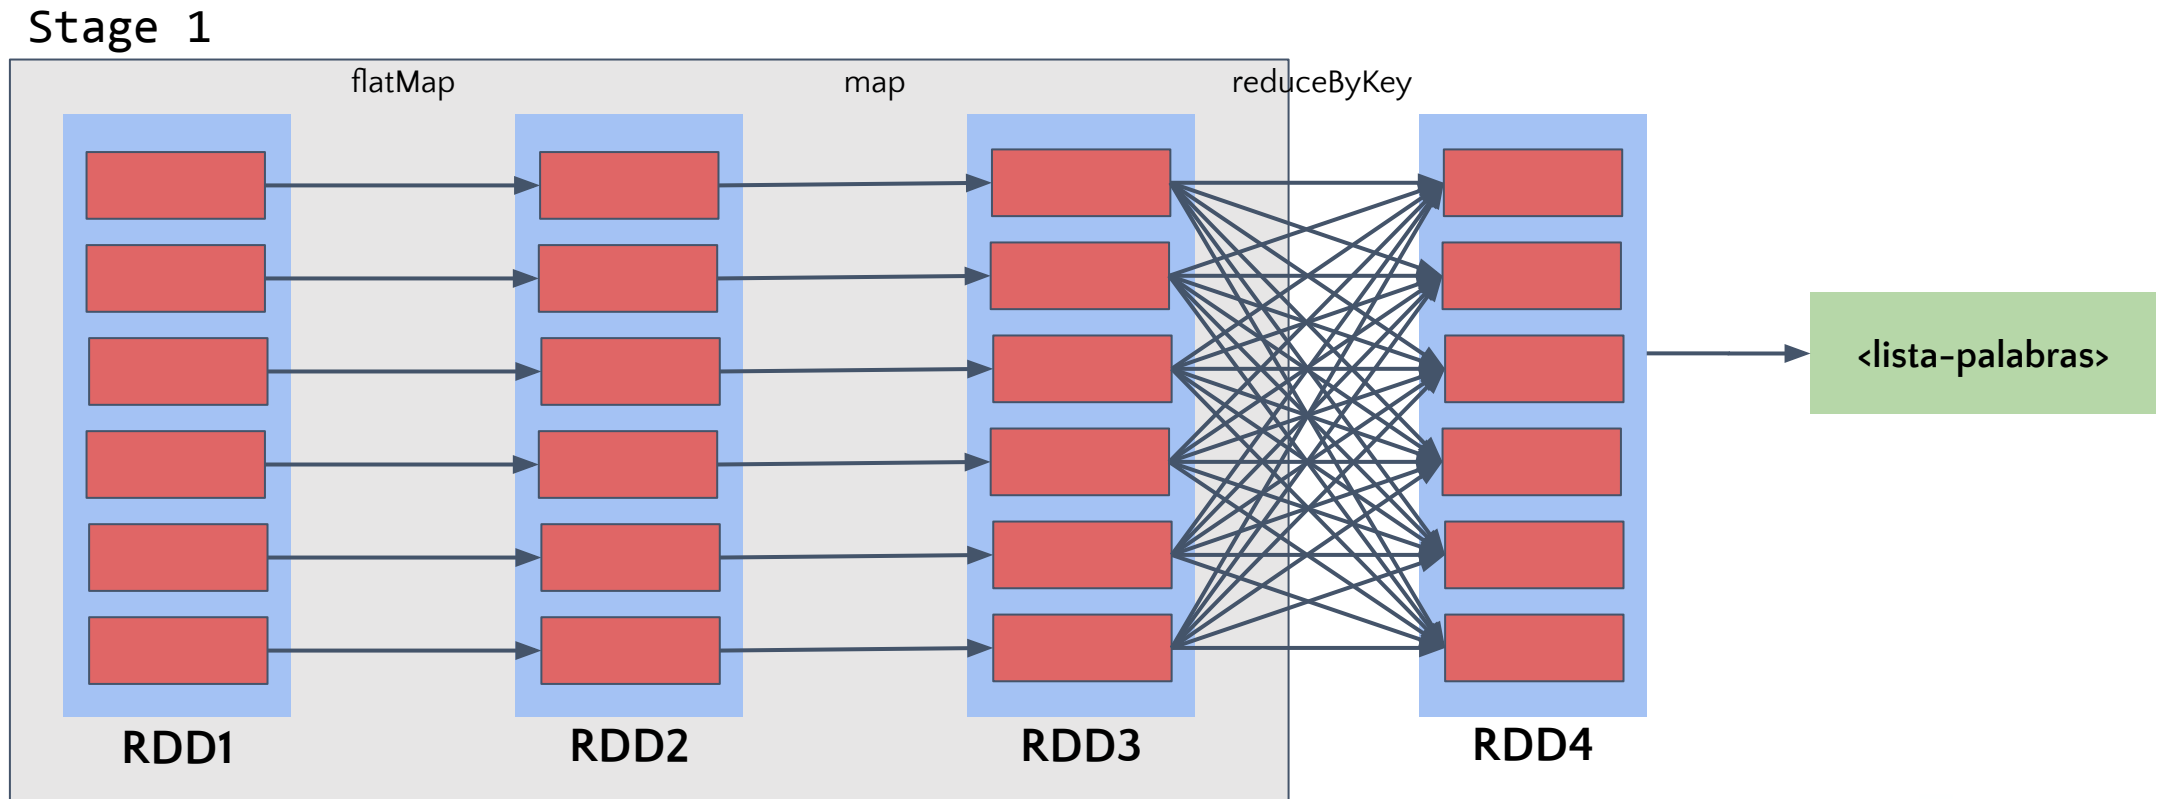 Stage 1
flatMap
map
reduceByKey
<lista-palabras>
RDD1
RDD2
RDD3
RDD4